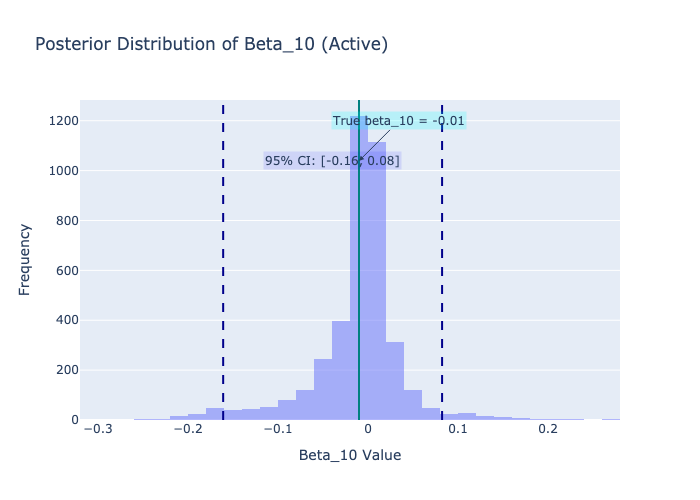 Posterior Distribution of Beta_10 (Active)
1200
True beta_10 = -0.01
95% CI: [-0.16, 0.08]
1000
800
600
400
200
0
Frequency
−0.3
−0.2
−0.1
0
0.1
0.2
Beta_10 Value